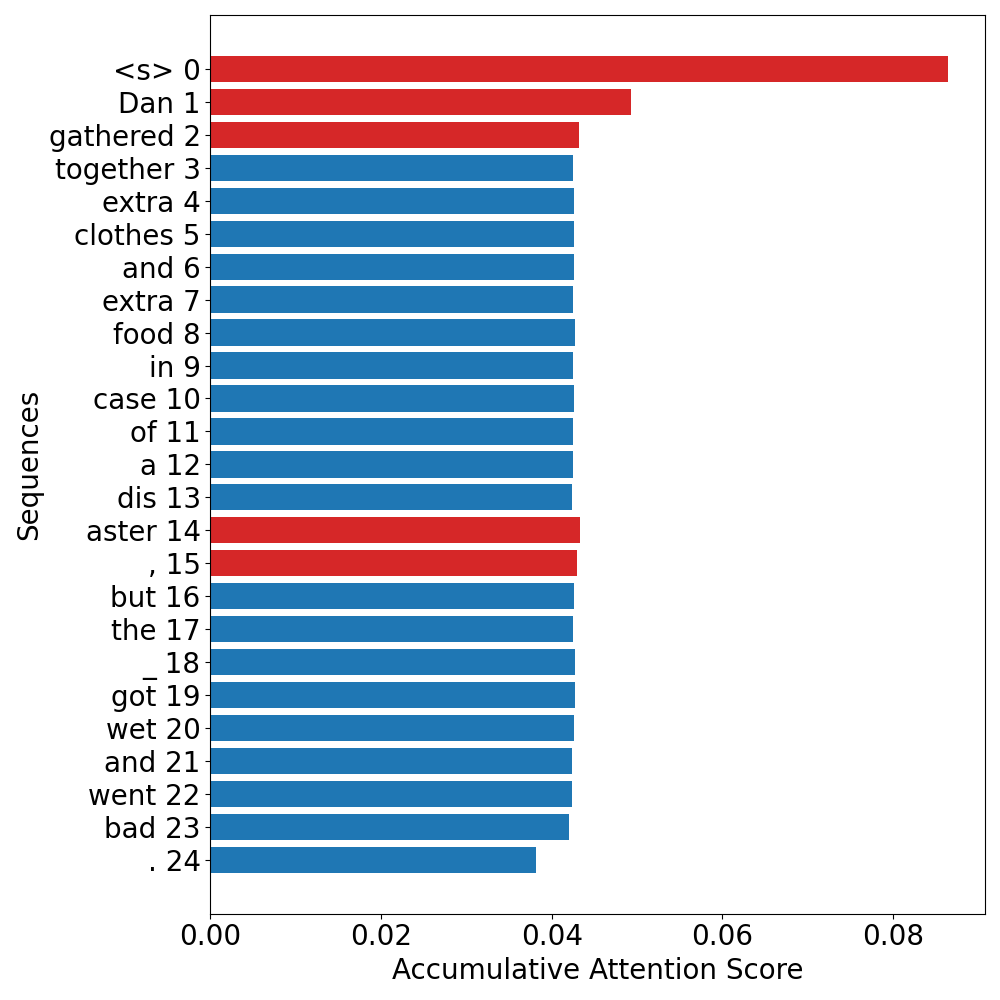 <s> 0
Dan 1
gathered 2
together 3
extra 4
clothes 5
and 6
extra 7
food 8
in 9
case 10
of 11
a 12
dis 13
aster 14
, 15
but 16
the 17
_ 18
got 19
wet 20
and 21
went 22
bad 23
. 24
Sequences
0.00 0.02 0.04 0.06 0.08
Accumulative Attention Score